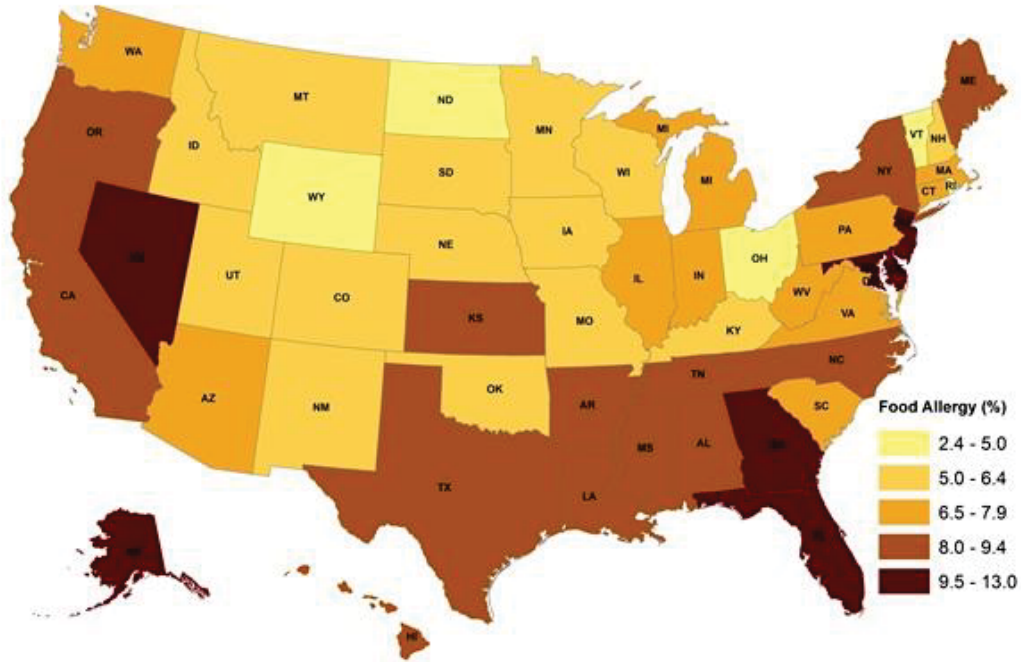 WA
MT
ND
MN
ME
OR
ID
SD
WI
MI
MI
VT
NH
NY
MA
CT
RI
WY
NE
IA
PA
UT
CO
KS
IL
IN
OH
WV
VA
CA
MO
KY
NC
TN
AZ
NM
OK
AR
SC
MS
AL
TX
LA
HI
Food Allergy (%)
2.4 - 5.0
5.0 - 6.4
6.5 - 7.9
8.0 - 9.4
9.5 - 13.0